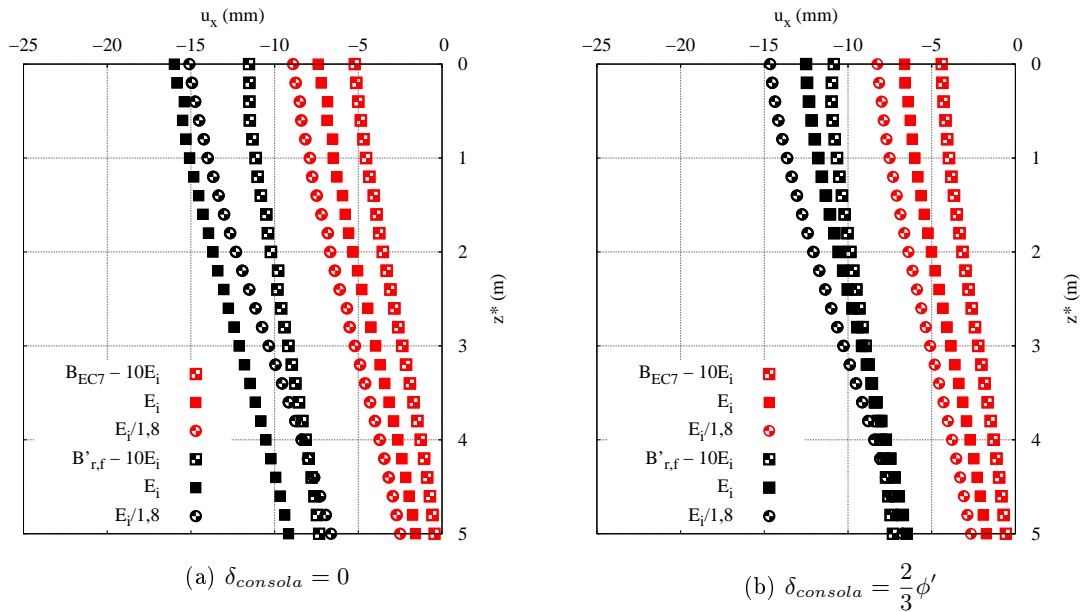 u_x (mm)
−25 −20 −15 −10 −5 0
0
1
2
3
4
5
z* (m)
B_EC7 − 10E_i
E_i
E_i/1,8
B'_r,f − 10E_i
E_i
E_i/1,8
(a) δ_consola = 0
u_x (mm)
−25 −20 −15 −10 −5 0
0
1
2
3
4
5
z* (m)
B_EC7 − 10E_i
E_i
E_i/1,8
B'_r,f − 10E_i
E_i
E_i/1,8
(b) δ_consola = 2/3 ϕ′